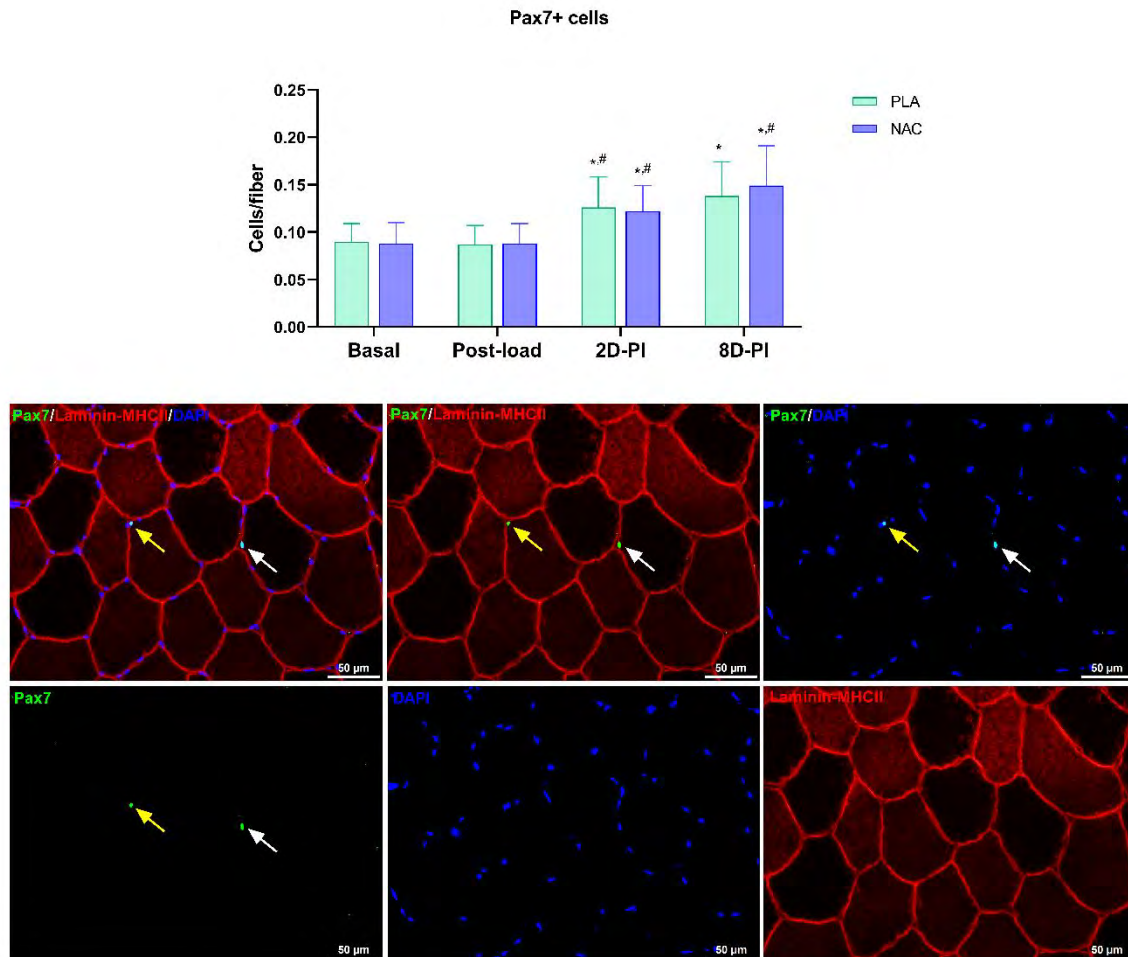 Pax7+ cells
0.25
0.20
0.15
0.10
0.05
0.00
Cells/fiber
PLA
NAC
*,#
*,#
*
*,#
Basal
Post-load
2D-PI
8D-PI
Pax7/Laminin-MHCII/DAPI
50 µm
Pax7/Laminin-MHCII
50 µm
Pax7/DAPI
50 µm
Pax7
50 µm
DAPI
50 µm
Laminin-MHCII
50 µm